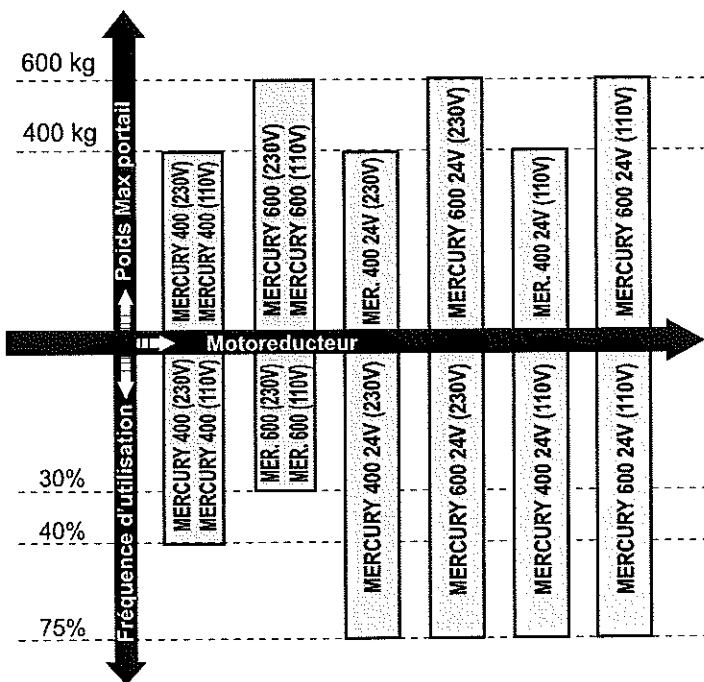 600 kg
400 kg
Poids Max portail
MERCURY 400 (230V)
MERCURY 400 (110V)
MERCURY 600 (230V)
MERCURY 600 (110V)
MER. 400 24V (230V)
MERCURY 600 24V (230V)
MER. 400 24V (110V)
MERCURY 600 24V (110V)
Motoreducteur
Fréquence d'utilisation
MERCURY 400 (230V)
MERCURY 400 (110V)
MER. 600 (230V)
MER. 600 (110V)
MERCURY 400 24V (230V)
MERCURY 600 24V (230V)
MERCURY 400 24V (110V)
MERCURY 600 24V (110V)
30%
40%
75%